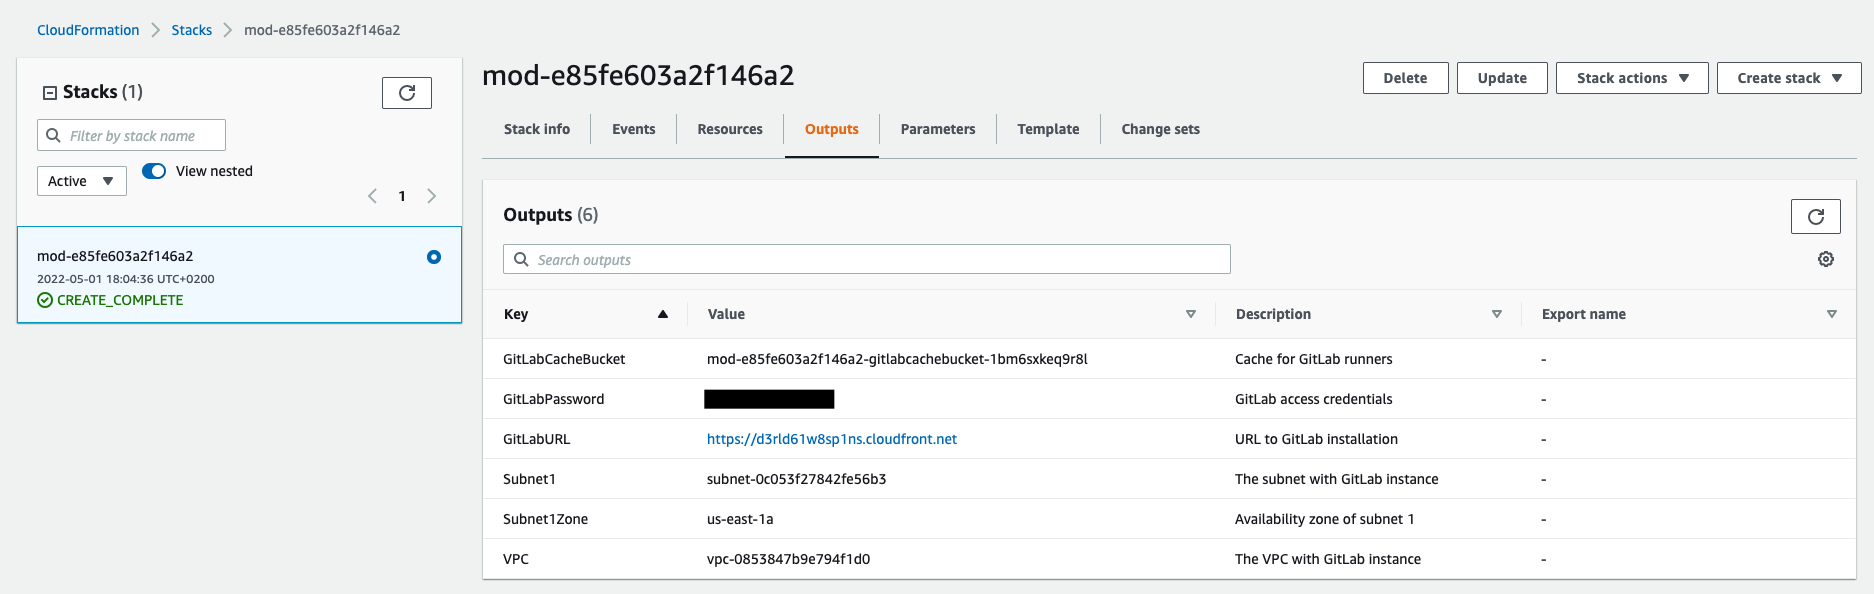 CloudFormation > Stacks > mod-e85fe603a2f146a2
Stacks (1)
Filter by stack name
Active
View nested
1
mod-e85fe603a2f146a2
2022-05-01 18:04:36 UTC+0200
CREATE_COMPLETE
mod-e85fe603a2f146a2
Delete Update Stack actions Create stack
Stack info Events Resources Outputs Parameters Template Change sets
Outputs (6)
Search outputs
Key Value Description Export name
GitLabCacheBucket mod-e85fe603a2f146a2-gitlabcachebucket-1bm6sxkeq9r8l Cache for GitLab runners -
GitLabPassword GitLab access credentials -
GitLabURL https://d3rld61w8sp1ns.cloudfront.net URL to GitLab installation -
Subnet1 subnet-0c053f27842fe56b3 The subnet with GitLab instance -
Subnet1Zone us-east-1a Availability zone of subnet 1 -
VPC vpc-0853847b9e794f1d0 The VPC with GitLab instance -